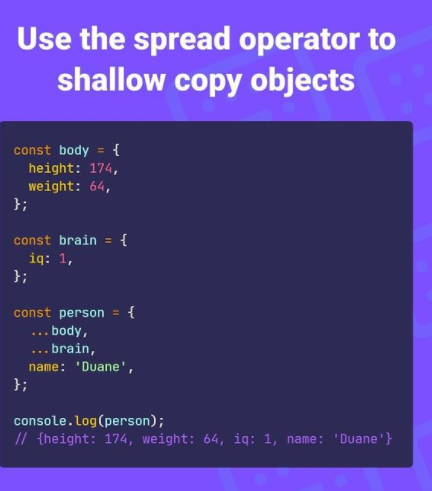 Use the spread operator to
shallow copy objects
const body = {
  height: 174,
  weight: 64,
};
const brain = {
  iq: 1,
};
const person = {
  ...body,
  ...brain,
  name: 'Duane',
};
console.log(person);
// {height: 174, weight: 64, iq: 1, name: 'Duane'}